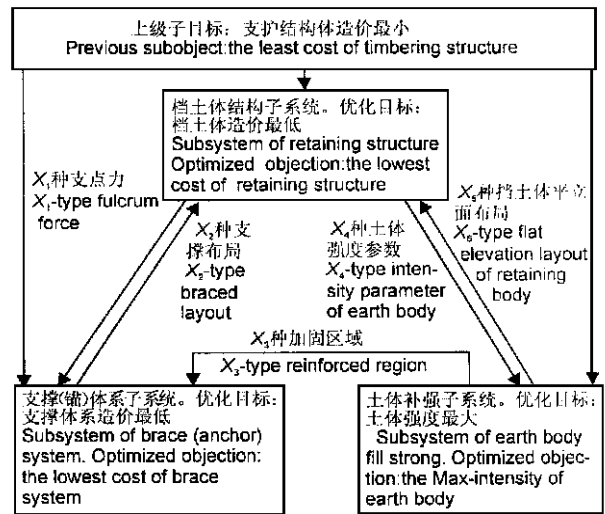 上级子目标：支护结构体造价最小
Previous subobject:the least cost of timbering structure
档土体结构子系统。优化目标：
档土体造价最低
Subsystem of retaining structure
Optimized objection:the lowest
cost of retaining structure
X₁种支点力
X₁-type fulcrum
force
X₂种支
撑布局
X₂-type
braced
layout
X₄种土体
强度参数
X₄-type inten-
sity parameter
of earth body
X₅种挡土体平立
面布局
X₅-type flat
elevation layout
of retaining
body
X₃种加固区域
X₃-type reinforced region
支撑(锚)体系子系统。优化目标：
支撑体系造价最低
Subsystem of brace (anchor)
system. Optimized objection:
the lowest cost of brace
system
土体补强子系统。优化目标：
土体强度最大
Subsystem of earth body
fill strong. Optimized objec-
tion:the Max-intensity of
earth body